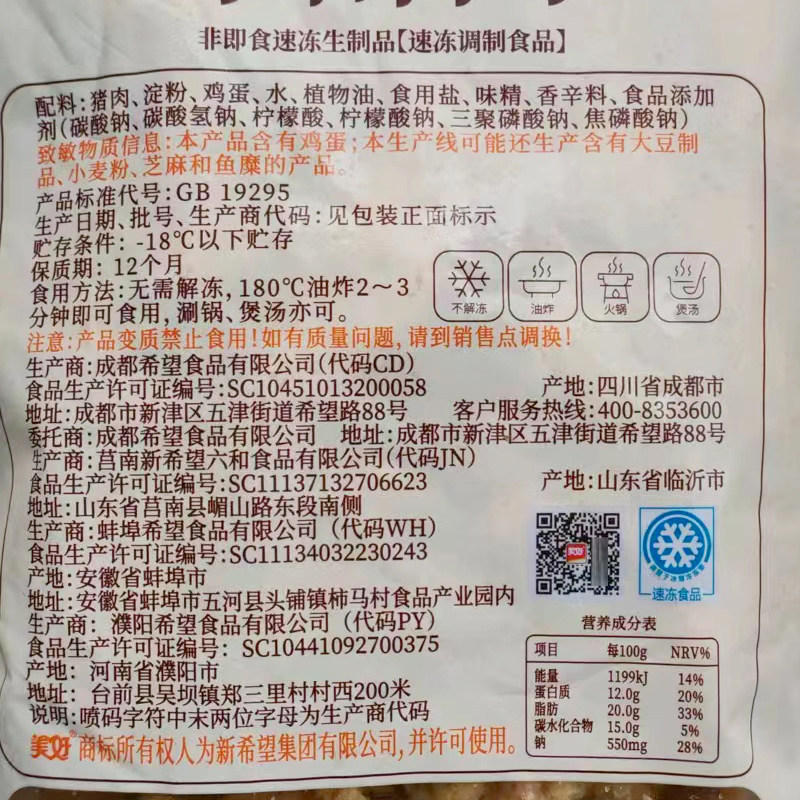 非即食速冻生制品【速冻调制食品】
配料:猪肉、淀粉、鸡蛋、水、植物油、食用盐、味精、香辛料、食品添加
剂(碳酸钠、碳酸氢钠、柠檬酸、柠檬酸钠、三聚磷酸钠、焦磷酸钠)
致敏物质信息:本产品含有鸡蛋;本生产线可能还生产含有大豆制
品、小麦粉、芝麻和鱼糜的产品。
产品标准代号:GB 19295
生产日期、批号、生产商代码:见包装正面标示
贮存条件: -18℃以下贮存
保质期: 12个月
食用方法:无需解冻,180℃油炸2～3
分钟即可食用,涮锅、煲汤亦可。
不解冻 油炸 火锅 煲汤
注意:产品变质禁止食用!如有质量问题,请到销售点调换!
生产商:成都希望食品有限公司(代码CD)
食品生产许可证编号:SC10451013200058 产地:四川省成都市
地址:成都市新津区五津街道希望路88号 客户服务热线:400-8353600
委托商:成都希望食品有限公司 地址:成都市新津区五津街道希望路88号
生产商:莒南新希望六和食品有限公司(代码JN)
食品生产许可证编号:SC11137132706623 产地:山东省临沂市
地址:山东省莒南县嵋山路东段南侧
生产商:蚌埠希望食品有限公司（代码WH）
食品生产许可证编号:SC11134032230243
产地:安徽省蚌埠市
地址:安徽省蚌埠市五河县头铺镇柿马村食品产业园内
生产商: 濮阳希望食品有限公司（代码PY）
食品生产许可证编号: SC10441092700375
产地: 河南省濮阳市
地址: 台前县吴坝镇郑三里村村西200米
说明:喷码字符中末两位字母为生产商代码
美好 商标所有权人为新希望集团有限公司,并许可使用。
美好
速冻食品
营养成分表
项目 每100g NRV%
能量 1199kJ 14%
蛋白质 12.0g 20%
脂肪 20.0g 33%
碳水化合物 15.0g 5%
钠 550mg 28%